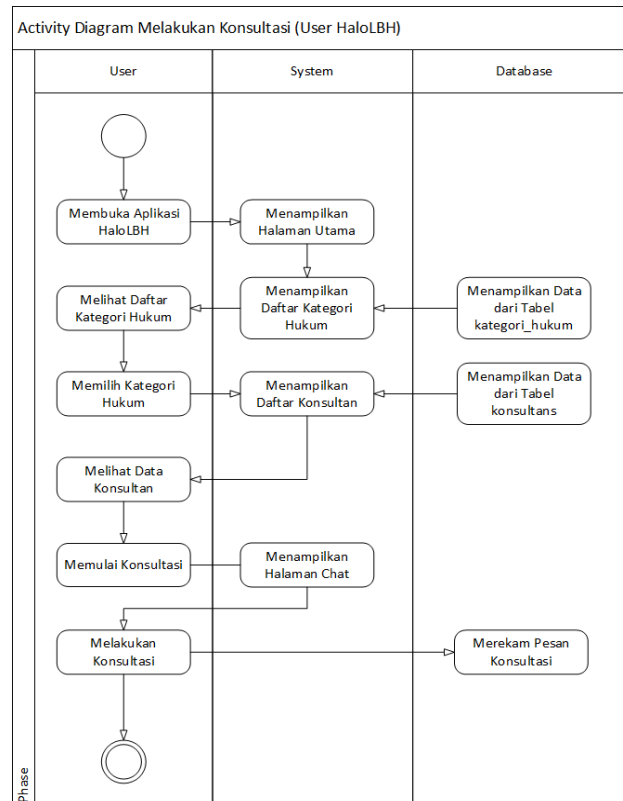 Activity Diagram Melakukan Konsultasi (User HaloLBH)
User
System
Database
Membuka Aplikasi
HaloLBH
Menampilkan
Halaman Utama
Melihat Daftar
Kategori Hukum
Menampilkan
Daftar Kategori
Hukum
Menampilkan Data
dari Tabel
kategori_hukum
Memilih Kategori
Hukum
Menampilkan
Daftar Konsultan
Menampilkan Data
dari Tabel
konsultans
Melihat Data
Konsultan
Memulai Konsultasi
Menampilkan
Halaman Chat
Melakukan
Konsultasi
Merekam Pesan
Konsultasi
Phase